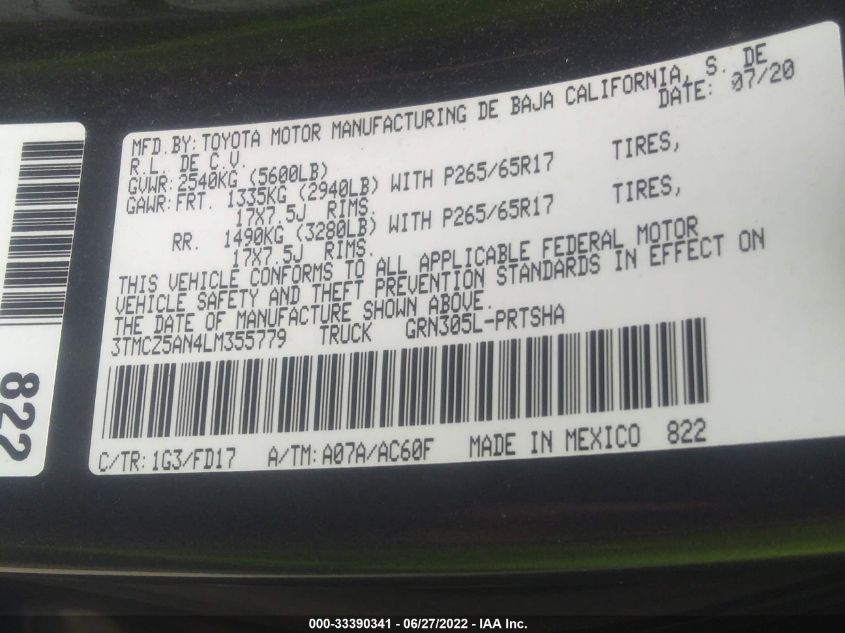 MFD.BY: TOYOTA MOTOR MANUFACTURING DE BAJA CALIFORNIA, S. DE
R.L. DE C.V. DATE: 07/20
GVWR: 2540KG (5600LB)
GAWR: FRT. 1335KG (2940LB) WITH P265/65R17 TIRES,
17X7.5J RIMS.
RR. 1490KG (3280LB) WITH P265/65R17 TIRES,
17X7.5J RIMS.
THIS VEHICLE CONFORMS TO ALL APPLICABLE FEDERAL MOTOR
VEHICLE SAFETY AND THEFT PREVENTION STANDARDS IN EFFECT ON
THE DATE OF MANUFACTURE SHOWN ABOVE.
3TMCZ5AN4LM355779 TRUCK GRN305L-PRTSHA
C/TR: 1G3/FD17 A/TM: A07A/AC60F MADE IN MEXICO 822
822
000-33390341 - 06/27/2022 - IAA Inc.